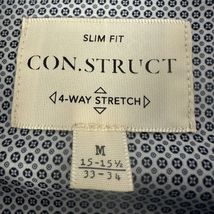 SLIM FIT
CON.STRUCT
4-WAY STRETCH
M
15-15½
33-34